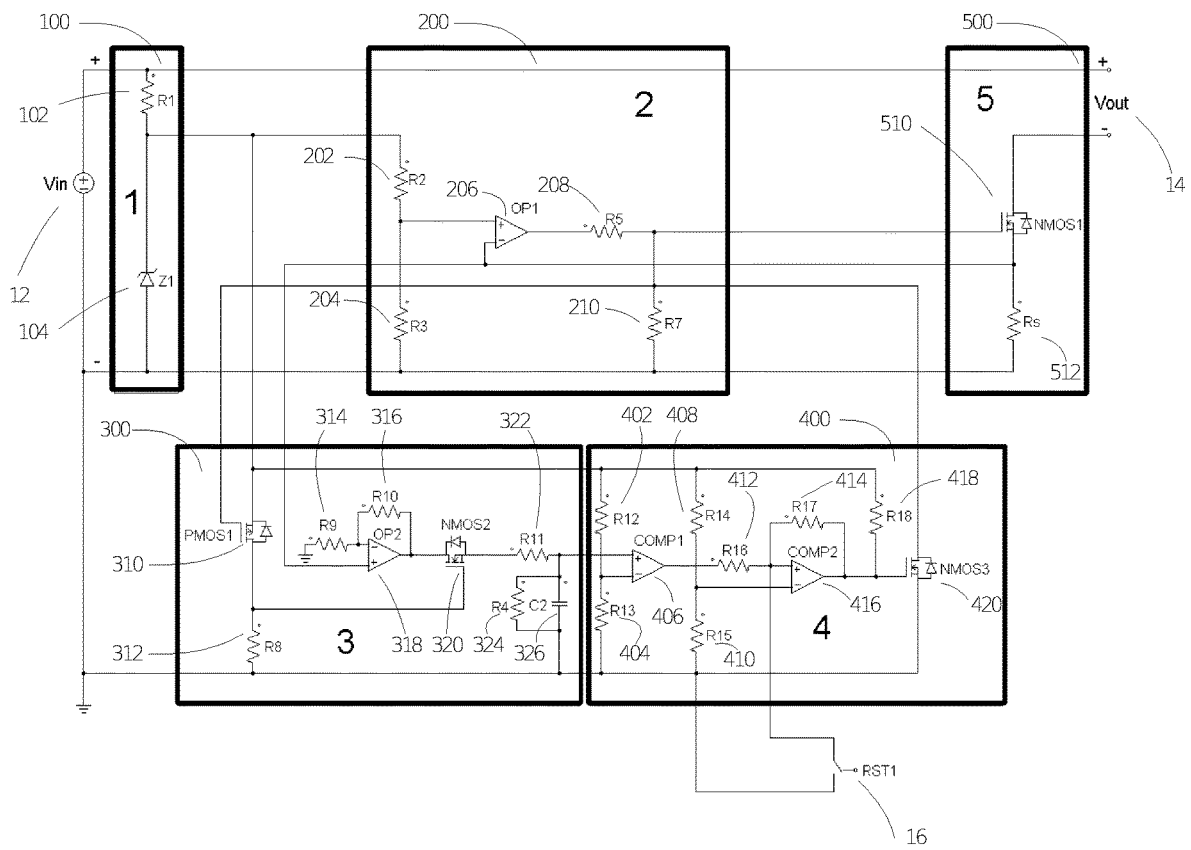 100
200
500
+
+
102
R1
1
2
5
Vout
-
510
14
Vin
202
R2
206
OP1
208
+
-
R5
NMOS1
12
104
Z1
204
R3
210
R7
Rs
512
-
300
314
316
322
402
408
400
412
414
418
R10
R9
NMOS2
R12
R14
R17
R18
PMOS1
310
OP2
R11
COMP1
R16
COMP2
NMOS3
-
+
+
-
+
-
406
416
420
312
R8
3
318
320
R4
324
C2
326
R13
404
R15
410
4
RST1
16